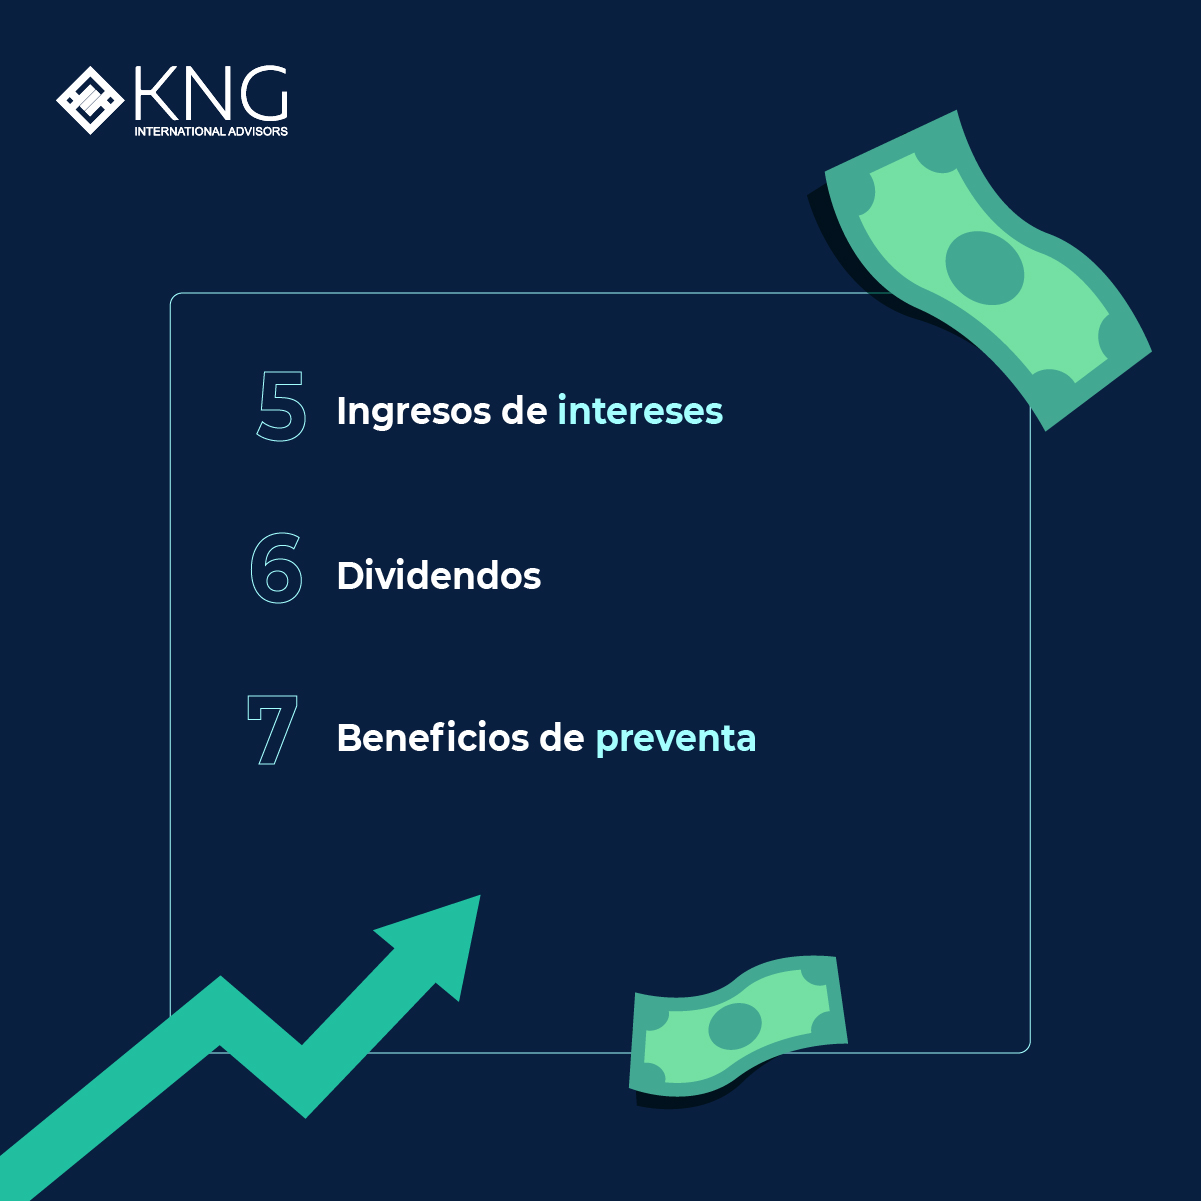 KNG
INTERNATIONAL ADVISORS
5 Ingresos de intereses
6 Dividendos
7 Beneficios de preventa